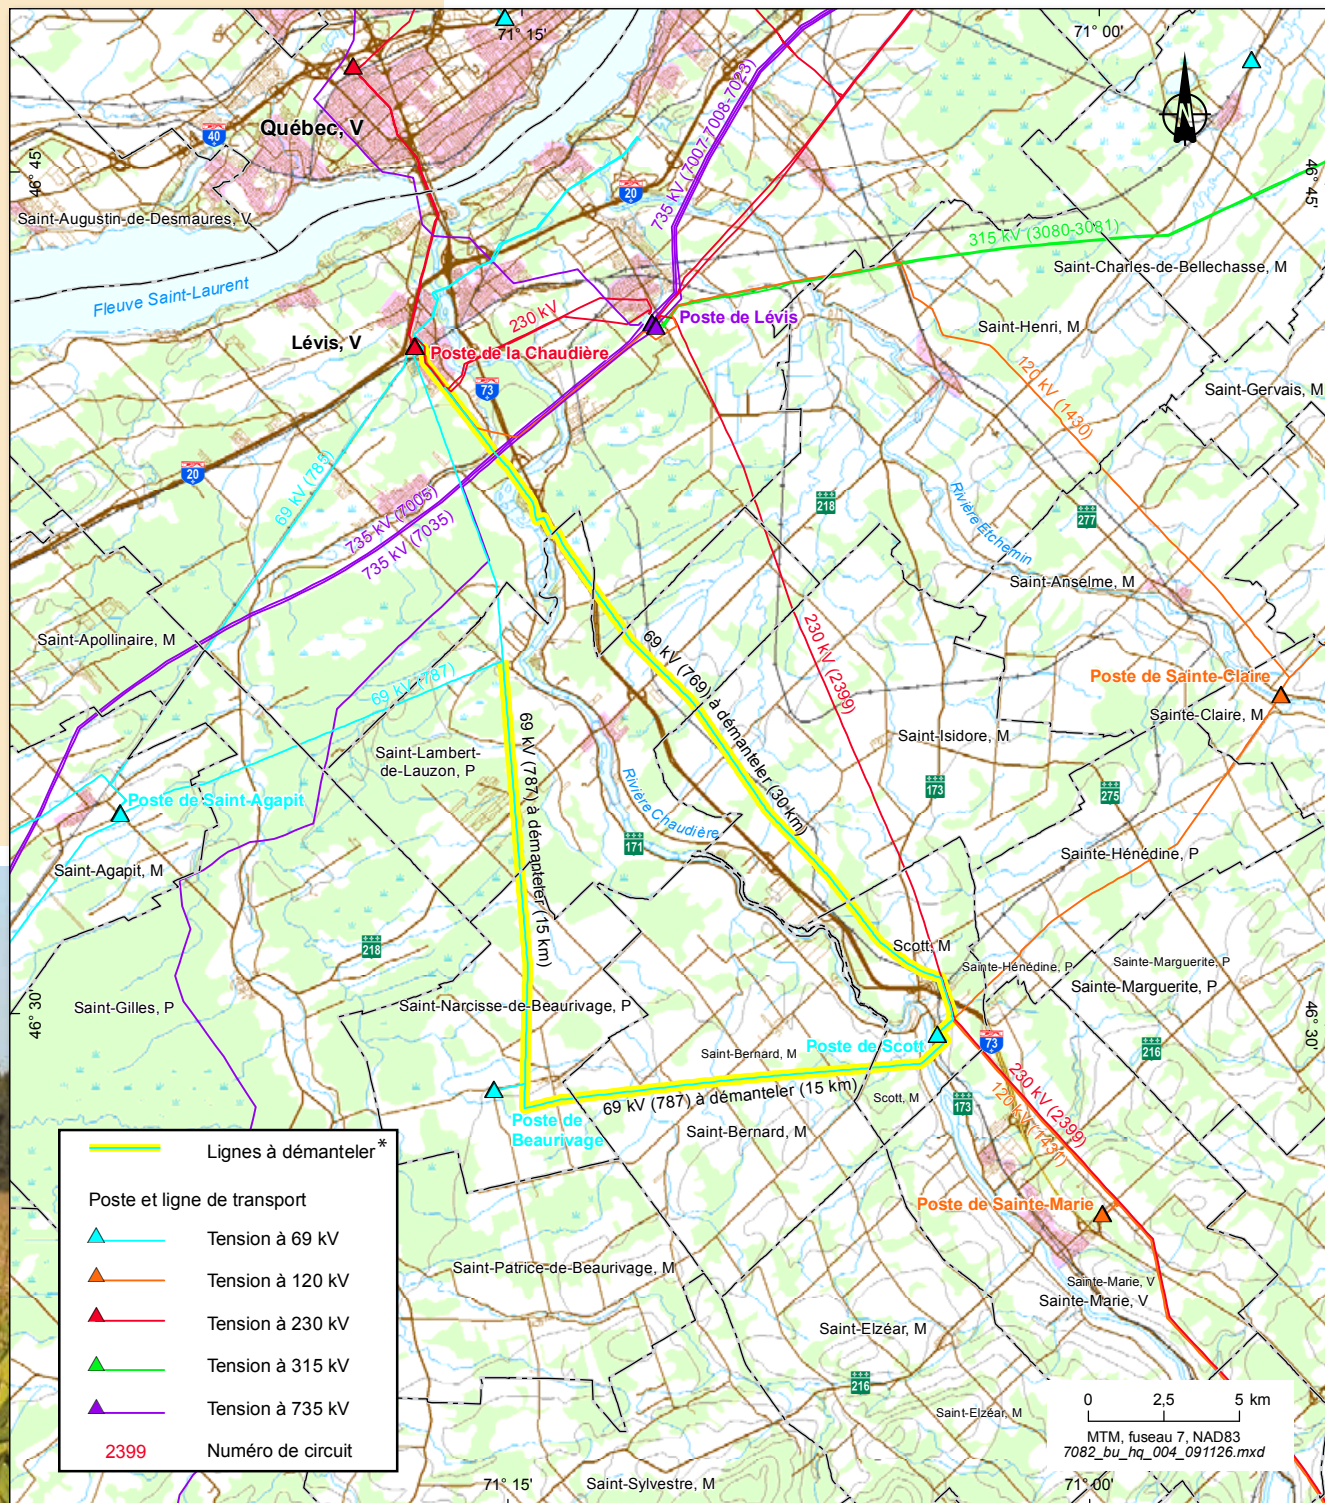 71° 15'
71° 00'
Québec, V
40
46° 45'
46° 45'
20
735 kV (7007-7008-7023)
Saint-Augustin-de-Desmaures, V
315 kV (3080-3081)
Saint-Charles-de-Bellechasse, M
Fleuve Saint-Laurent
230 kV
Poste de Lévis
Saint-Henri, M
Lévis, V
Poste de la Chaudière
73
120 kV (1430)
Saint-Gervais, M
20
69 kV (785)
735 kV (7005)
735 kV (7035)
218
277
Rivière Etchemin
Saint-Anselme, M
Saint-Apollinaire, M
69 kV (787)
69 kV (769) à démanteler (30 km)
230 kV (2399)
Poste de Sainte-Claire
Sainte-Claire, M
Saint-Isidore, M
Saint-Lambert-
de-Lauzon, P
69 kV (787) à démanteler (15 km)
Rivière Chaudière
173
275
Poste de Saint-Agapit
171
Saint-Agapit, M
Sainte-Hénédine, P
218
Scott, M
Sainte-Hénédine, P
Sainte-Marguerite, P
Sainte-Marguerite, P
Saint-Gilles, P
Saint-Narcisse-de-Beaurivage, P
46° 30'
46° 30'
Poste de Scott
73
216
Saint-Bernard, M
69 kV (787) à démanteler (15 km)
Scott, M
173
230 kV (2399)
120 kV (1431)
Poste de
Beaurivage
Saint-Bernard, M
Poste de Sainte-Marie
Saint-Patrice-de-Beaurivage, M
Sainte-Marie, V
Sainte-Marie, V
Saint-Elzéar, M
216
Saint-Elzéar, M
Saint-Sylvestre, M
71° 15'
71° 00'
Lignes à démanteler*
Poste et ligne de transport
Tension à 69 kV
Tension à 120 kV
Tension à 230 kV
Tension à 315 kV
Tension à 735 kV
2399 Numéro de circuit
0 2,5 5 km
MTM, fuseau 7, NAD83
7082_bu_hq_004_091126.mxd
N